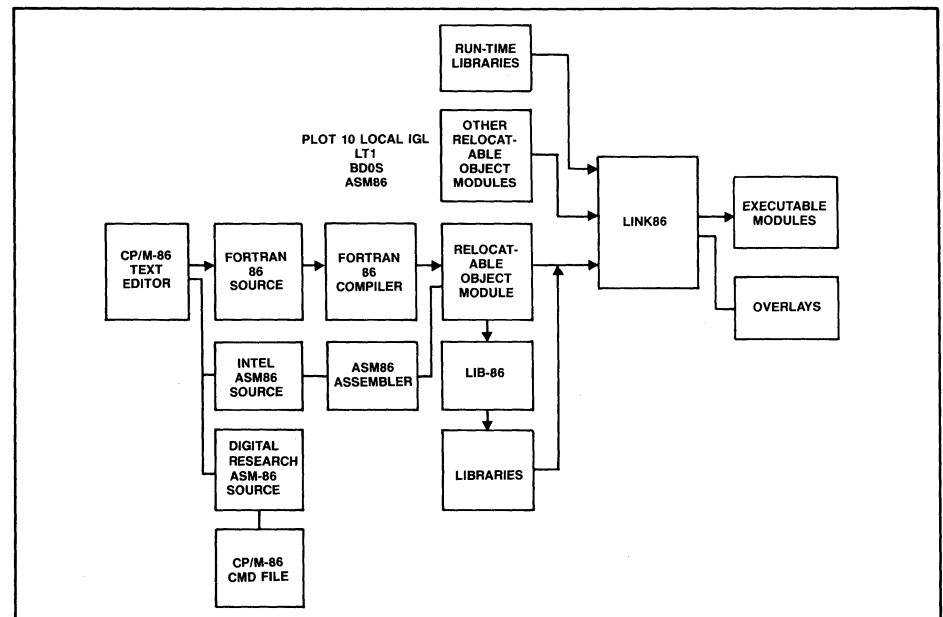 RUN-TIME
LIBRARIES
PLOT 10 LOCAL IGL
LT1
BD0S
ASM86
OTHER
RELOCAT-
ABLE
OBJECT
MODULES
LINK86
EXECUTABLE
MODULES
OVERLAYS
CP/M-86
TEXT
EDITOR
FORTRAN
86
SOURCE
FORTRAN
86
COMPILER
RELOCAT-
ABLE
OBJECT
MODULE
INTEL
ASM86
SOURCE
ASM86
ASSEMBLER
LIB-86
DIGITAL
RESEARCH
ASM-86
SOURCE
LIBRARIES
CP/M-86
CMD FILE